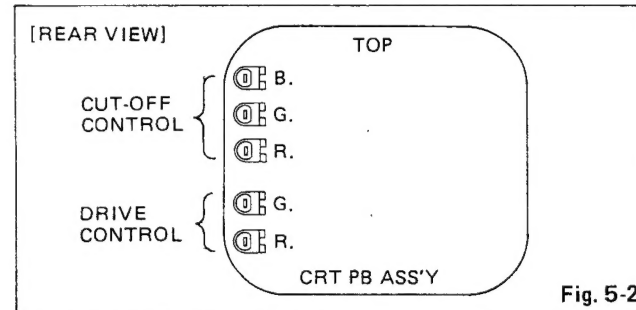 [REAR VIEW]
TOP
CUT-OFF
CONTROL
B.
G.
R.
DRIVE
CONTROL
G.
R.
CRT PB ASS'Y
Fig. 5-2